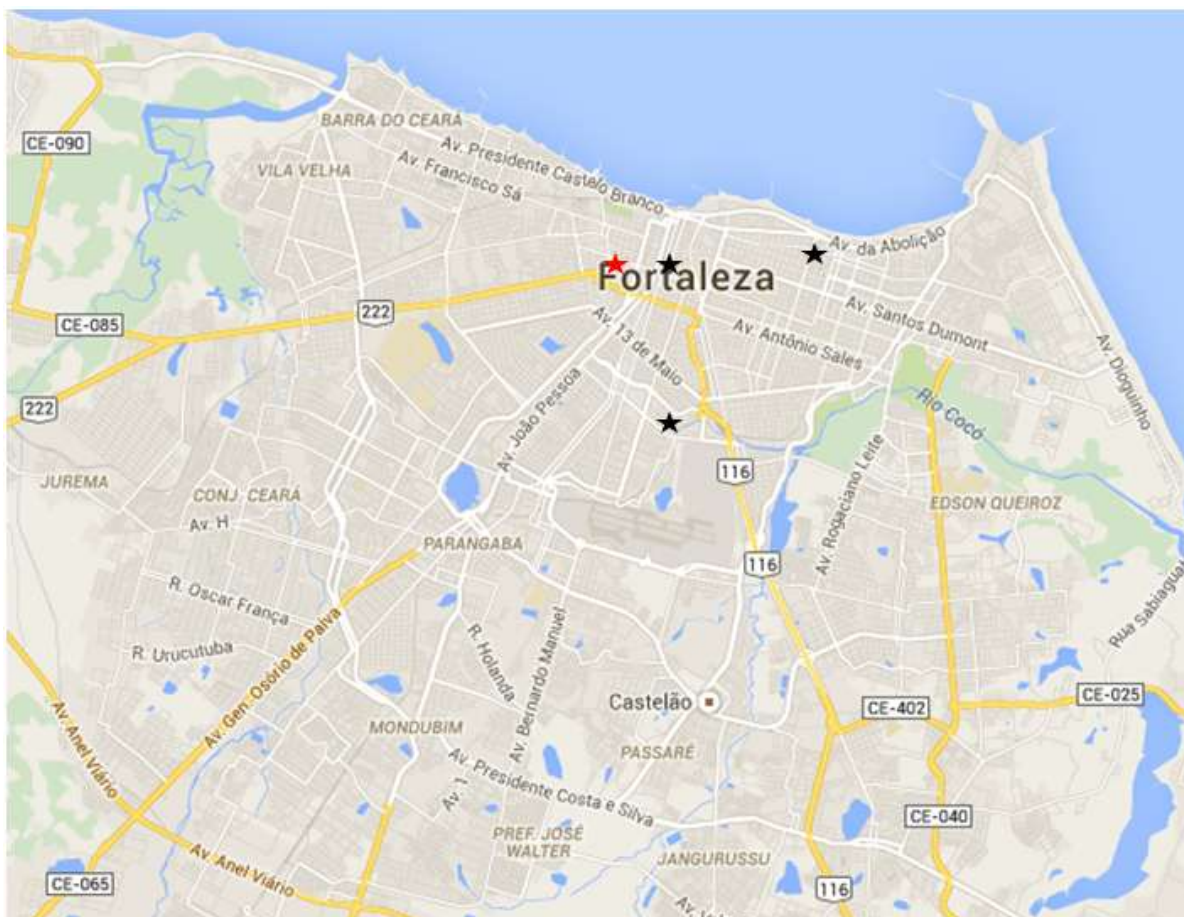 BARRA DO CEARÁ
CE-090
Av. Presidente Castelo Branco
Av. Francisco Sá
VILA VELHA
Av. da Abolição
Fortaleza
222
CE-085
Av. Santos Dumont
Av. 13 de Maio
Av. Antônio Sales
Av. Dioguinho
222
Av. João Pessoa
Rio Cocó
116
JUREMA
CONJ. CEARÁ
Av. Rogaciano Leite
EDSON QUEIROZ
Av. H
PARANGABA
116
R. Oscar França
Rua Sabiaguaba
R. Urucutuba
Av. Gen. Osório de Paiva
R. Holanda
Av. Bernardo Manuel
Castelão
CE-025
CE-402
MONDUBIM
Av. Anel Viário
PASSARÉ
Av. Presidente Costa e Silva
Av. 1
CE-040
PREF. JOSÉ
WALTER
JANGURUSSU
Av. Anel Viário
CE-065
116